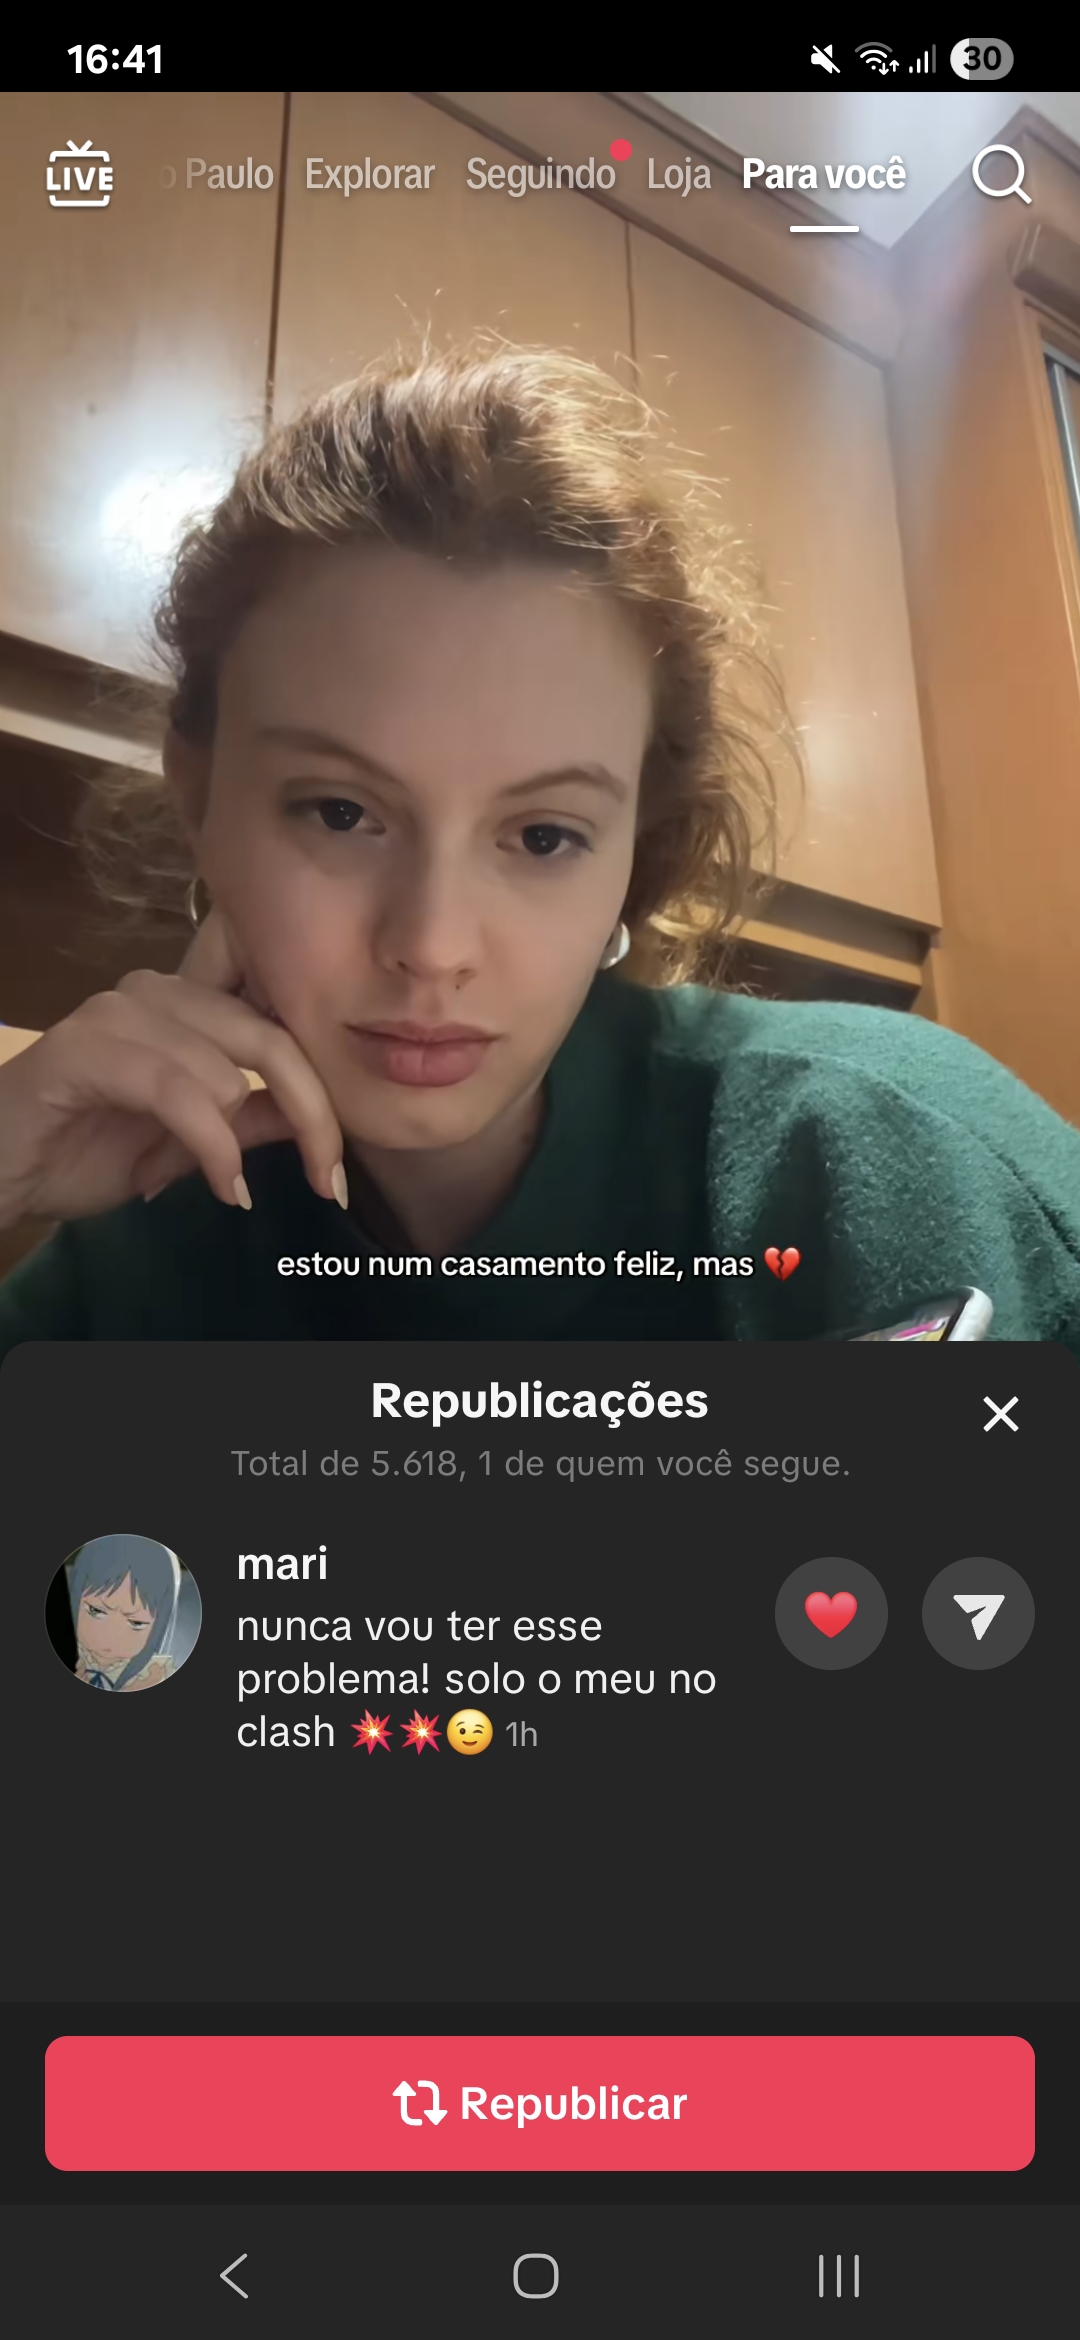 16:41
30
LIVE
o Paulo Explorar Seguindo Loja Para você
estou num casamento feliz, mas 💔
Republicações
Total de 5.618, 1 de quem você segue.
mari
nunca vou ter esse
problema! solo o meu no
clash 💥💥😉 1h
Republicar